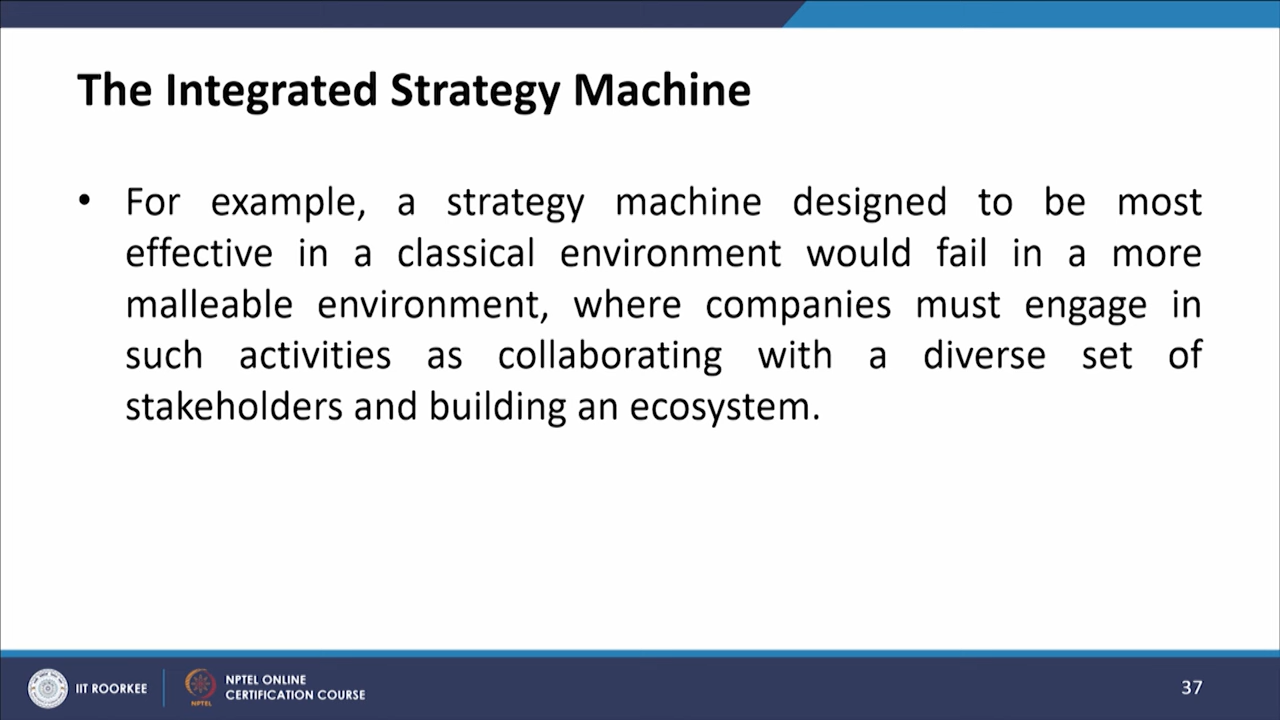 The Integrated Strategy Machine
• For example, a strategy machine designed to be most
effective in a classical environment would fail in a more
malleable environment, where companies must engage in
such activities as collaborating with a diverse set of
stakeholders and building an ecosystem.
IIT ROORKEE
NPTEL
NPTEL ONLINE
CERTIFICATION COURSE
37